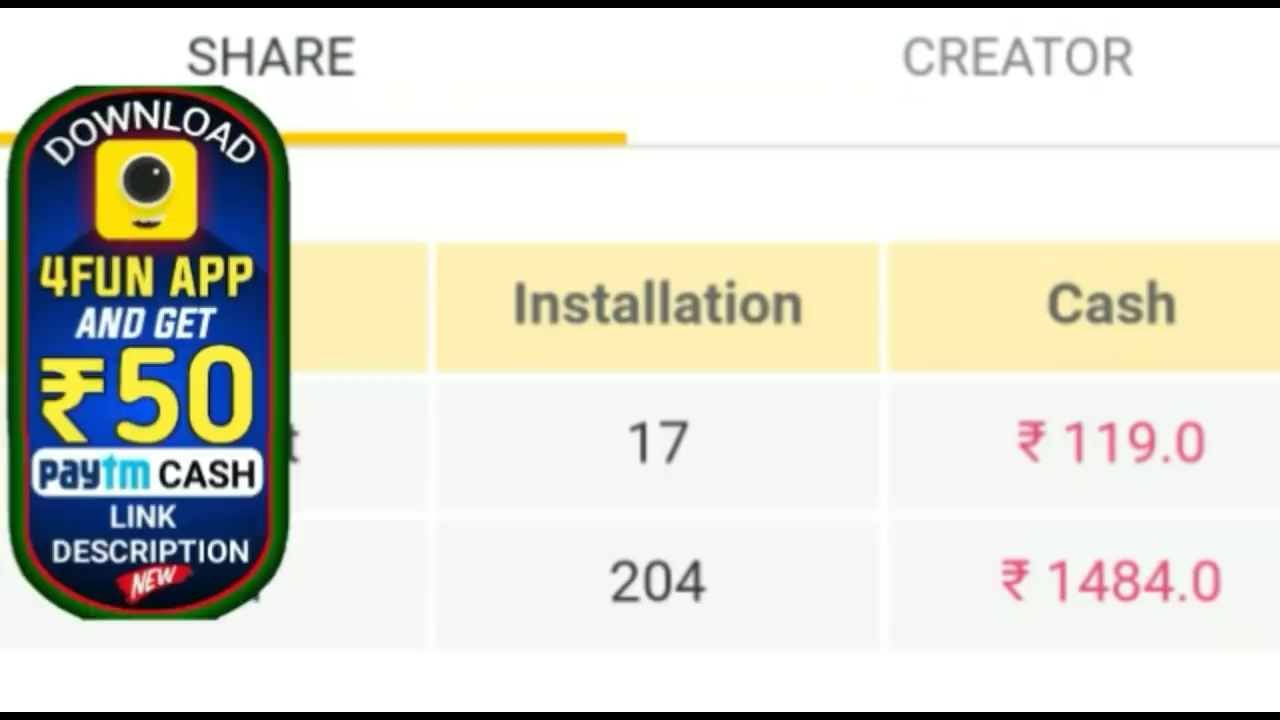 SHARE
CREATOR
DOWNLOAD
4FUN APP
AND GET
₹50
paytm CASH
LINK
DESCRIPTION
NEW
Installation
Cash
17
₹ 119.0
204
₹ 1484.0